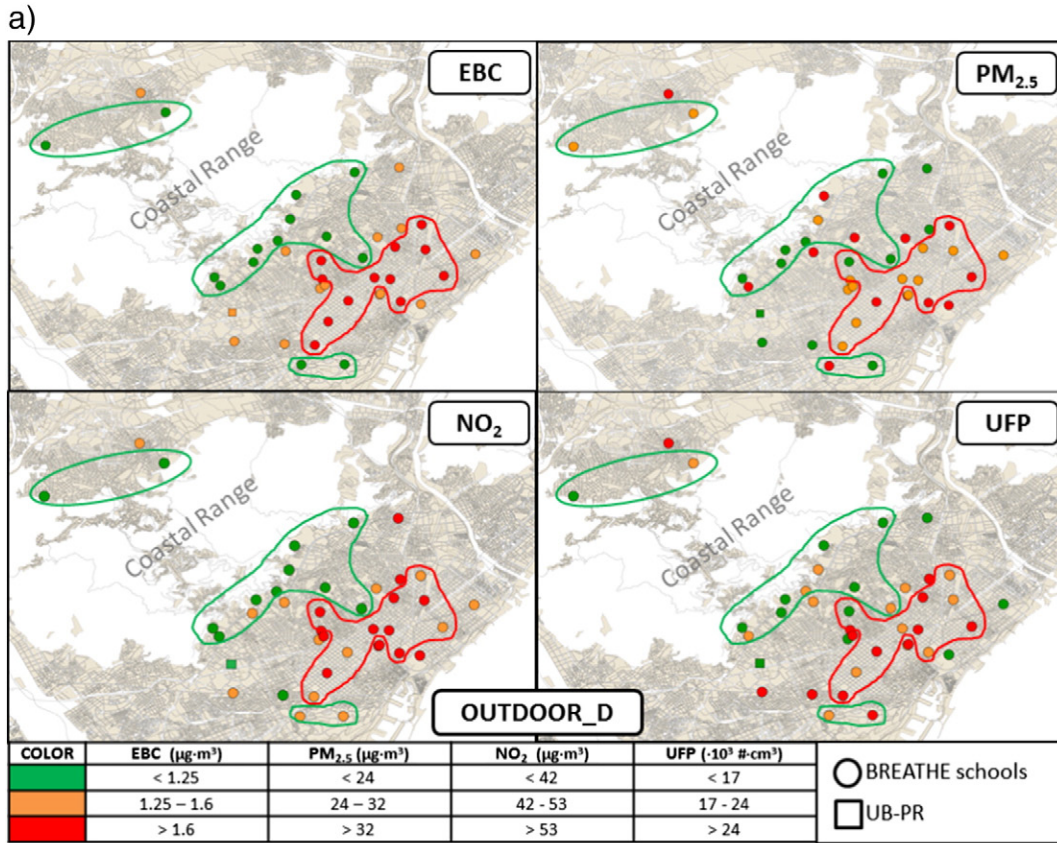 a)
EBC
PM2.5
Coastal Range
Coastal Range
NO2
UFP
Coastal Range
Coastal Range
OUTDOOR_D
COLOR EBC (µg·m³) PM2.5 (µg·m³) NO2 (µg·m³) UFP (·10³ #·cm³)
< 1.25 < 24 < 42 < 17
1.25 – 1.6 24 – 32 42 - 53 17 - 24
> 1.6 > 32 > 53 > 24
BREATHE schools
UB-PR